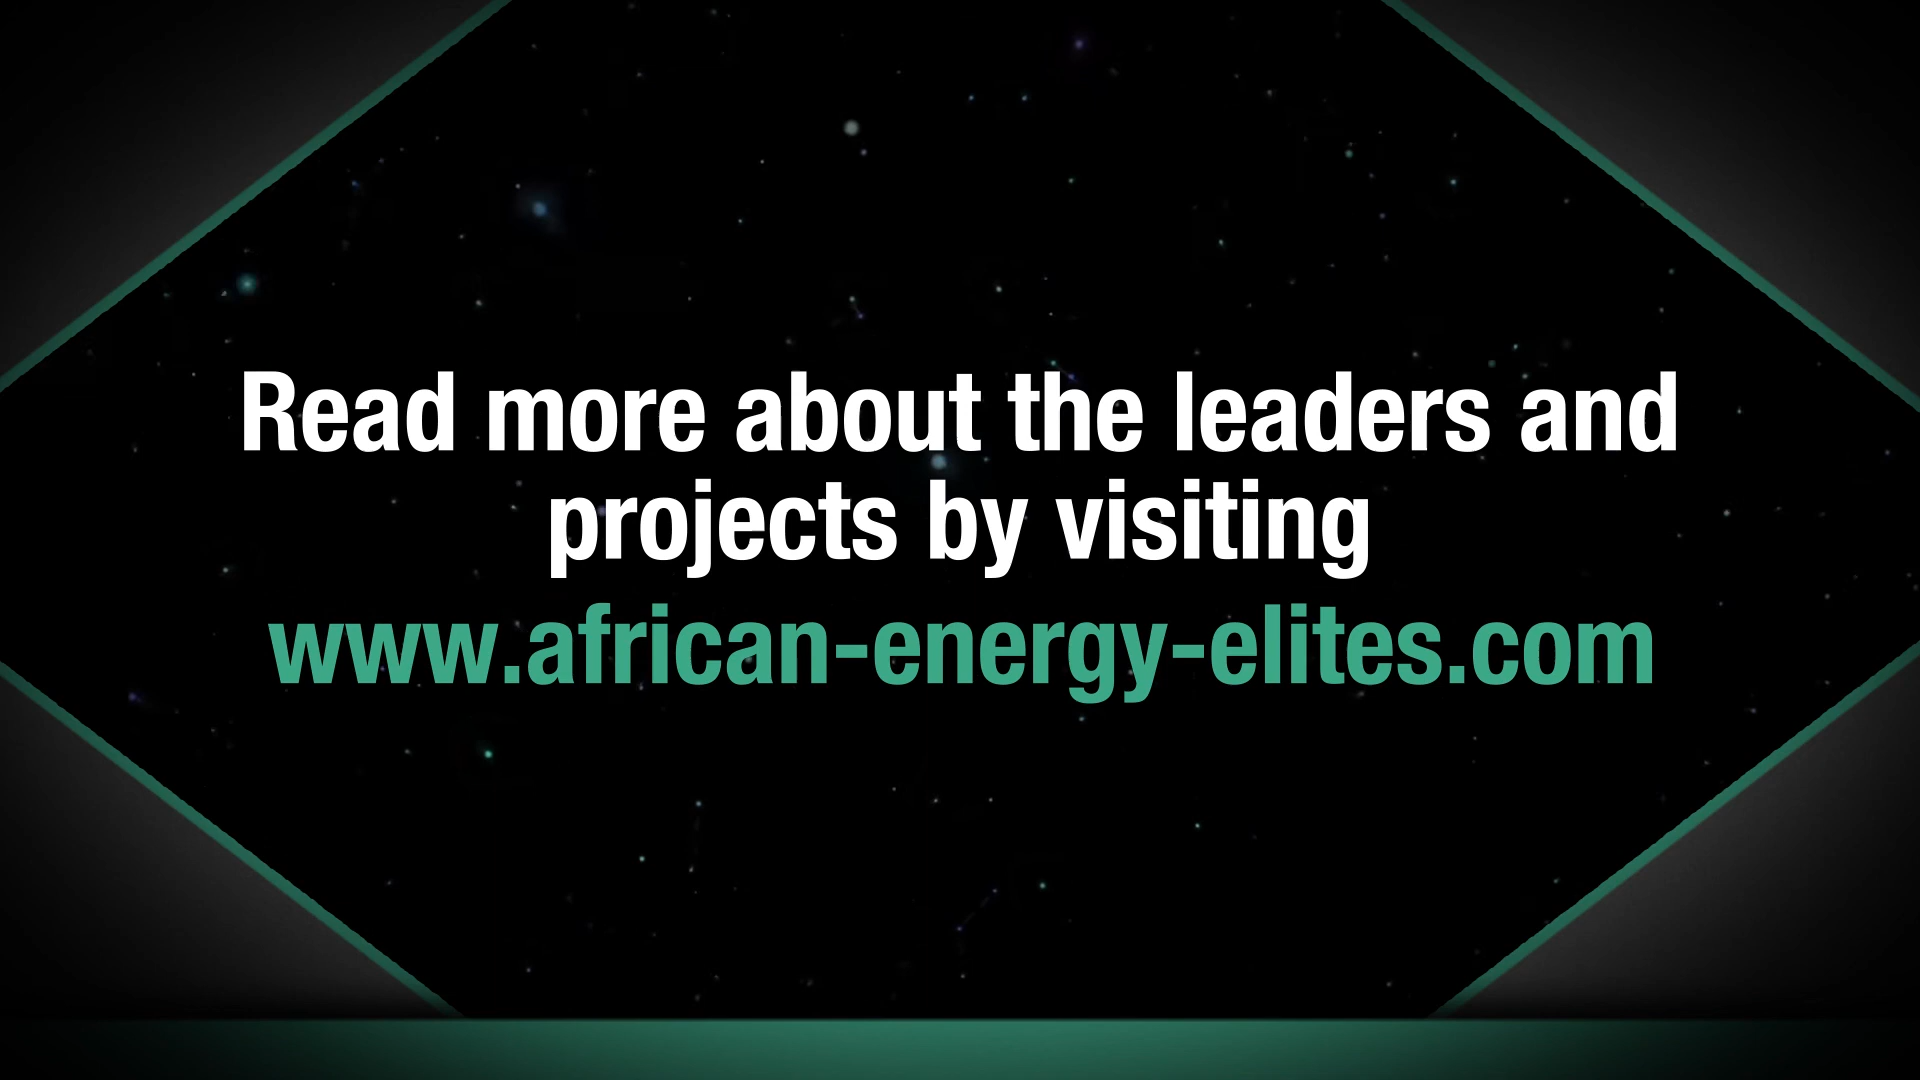 Read more about the leaders and
projects by visiting
www.african-energy-elites.com